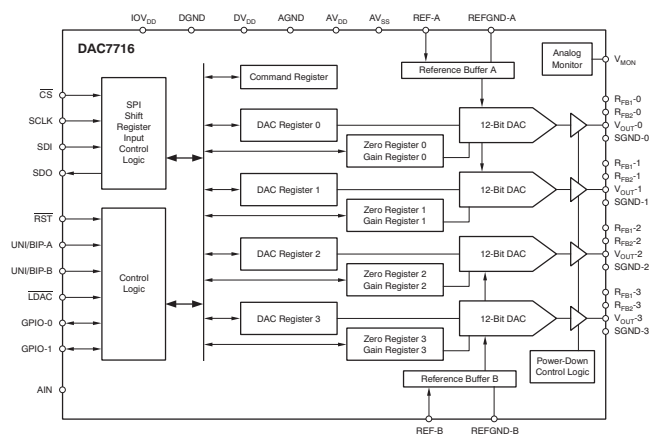 IOVDD DGND DVDD AGND AVDD AVSS REF-A REFGND-A
DAC7716
Analog
Monitor
VMON
Reference Buffer A
Command Register
CS
SCLK
SDI
SDO
SPI
Shift
Register
Input
Control
Logic
DAC Register 0
12-Bit DAC
Zero Register 0
Gain Register 0
RFB1-0
RFB2-0
VOUT-0
SGND-0
DAC Register 1
12-Bit DAC
Zero Register 1
Gain Register 1
RFB1-1
RFB2-1
VOUT-1
SGND-1
RST
UNI/BIP-A
UNI/BIP-B
LDAC
GPIO-0
GPIO-1
AIN
Control
Logic
DAC Register 2
12-Bit DAC
Zero Register 2
Gain Register 2
RFB1-2
RFB2-2
VOUT-2
SGND-2
DAC Register 3
12-Bit DAC
Zero Register 3
Gain Register 3
RFB1-3
RFB2-3
VOUT-3
SGND-3
Power-Down
Control Logic
Reference Buffer B
REF-B REFGND-B